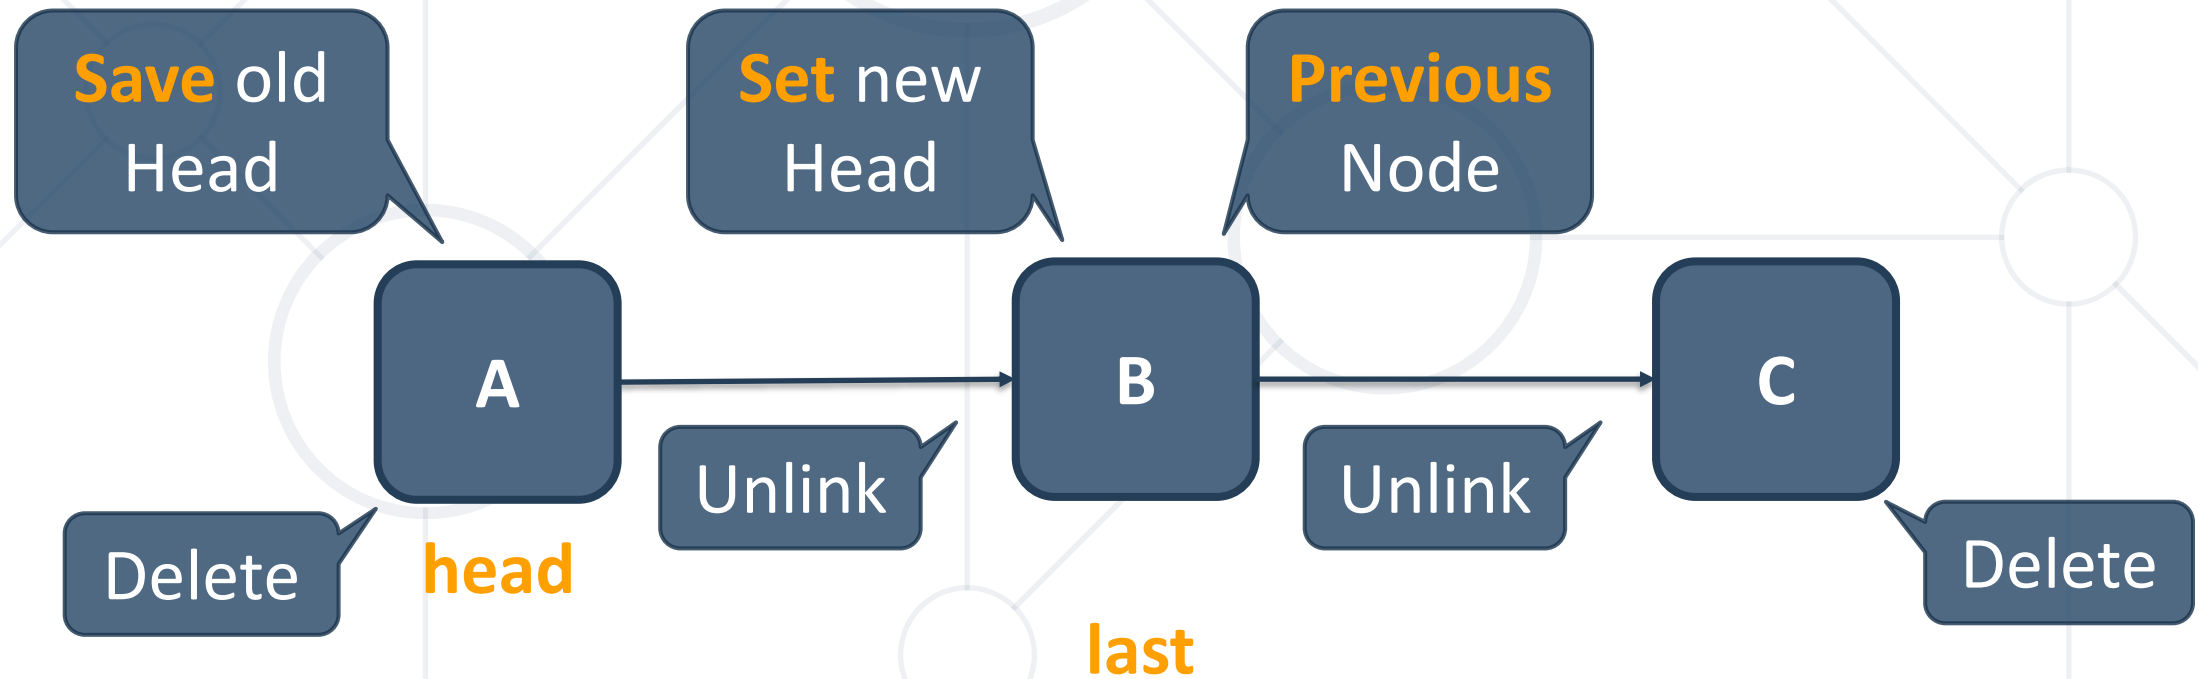 Save old
Head
Set new
Head
Previous
Node
A
B
C
Unlink
Unlink
Delete
head
Delete
last